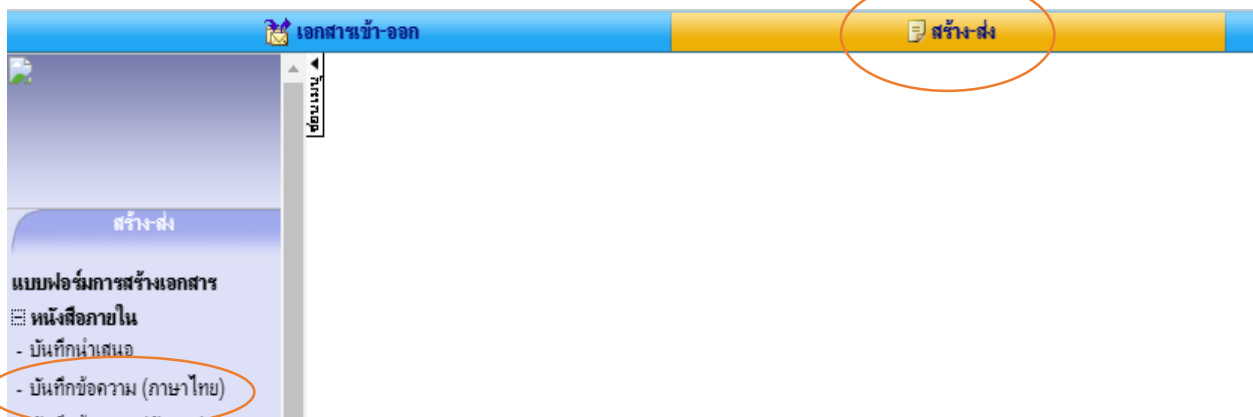 เอกสารเข้า-ออก
สร้าง-ส่ง
ซ่อนเมนู
สร้าง-ส่ง
แบบฟอร์มการสร้างเอกสาร
หนังสือภายใน
- บันทึกนำเสนอ
- บันทึกข้อความ (ภาษาไทย)